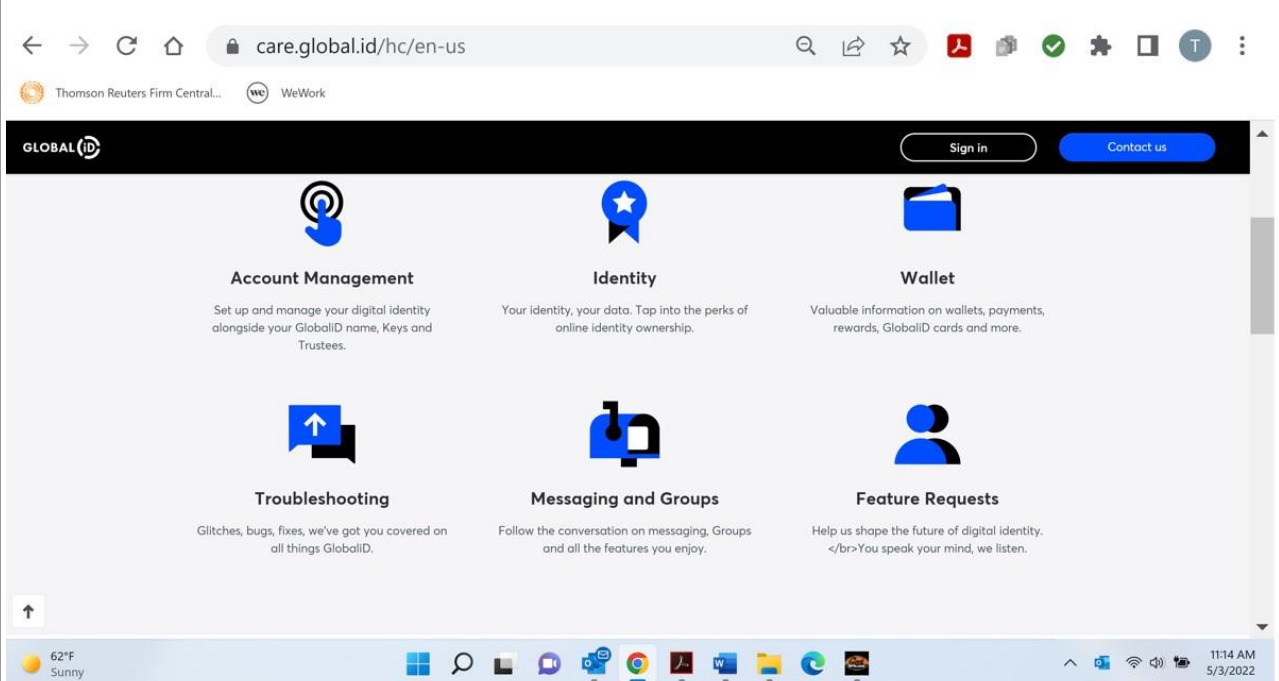 care.global.id/hc/en-us
T
Thomson Reuters Firm Central...
wc
WeWork
GLOBAL iD
Sign in
Contact us
Account Management
Identity
Wallet
Set up and manage your digital identity
alongside your GlobaliD name, Keys and
Trustees.
Your identity, your data. Tap into the perks of
online identity ownership.
Valuable information on wallets, payments,
rewards, GlobaliD cards and more.
Troubleshooting
Messaging and Groups
Feature Requests
Glitches, bugs, fixes, we've got you covered on
all things GlobaliD.
Follow the conversation on messaging, Groups
and all the features you enjoy.
Help us shape the future of digital identity.
</br>You speak your mind, we listen.
62°F
Sunny
11:14 AM
5/3/2022